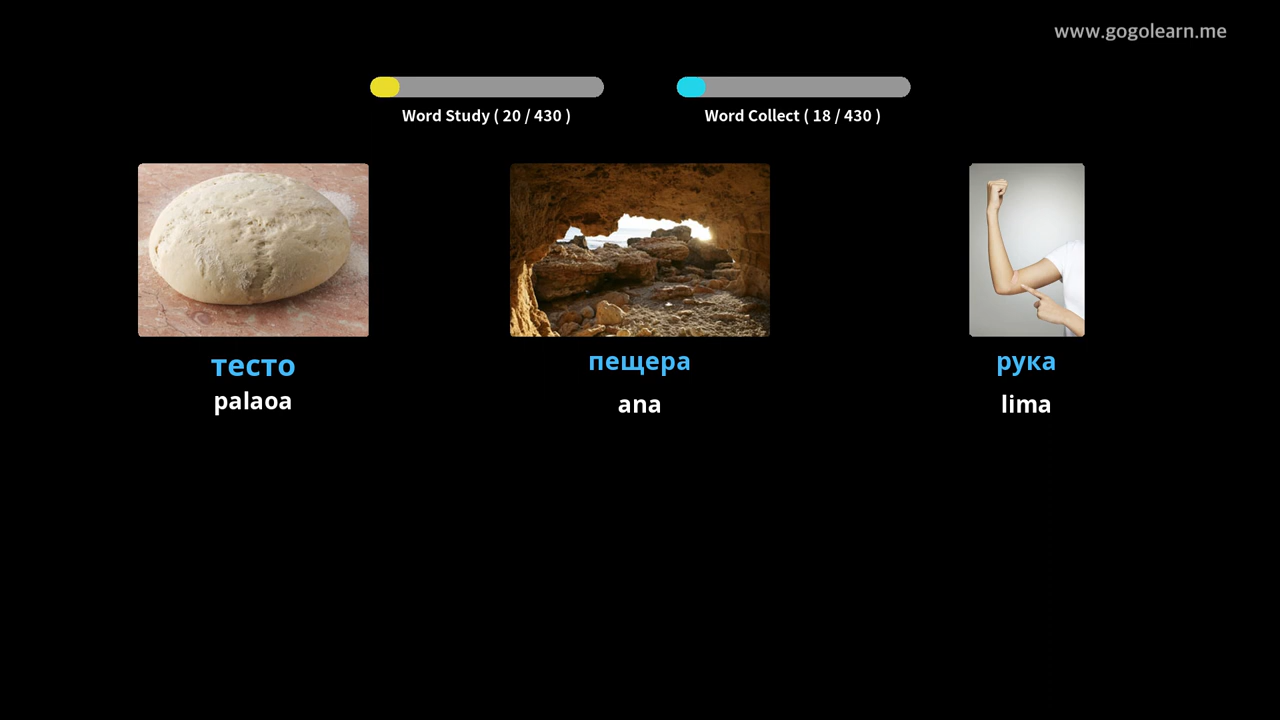 www.gogolearn.me
Word Study ( 20 / 430 )
Word Collect ( 18 / 430 )
тесто
palaoa
пещера
ana
рука
lima